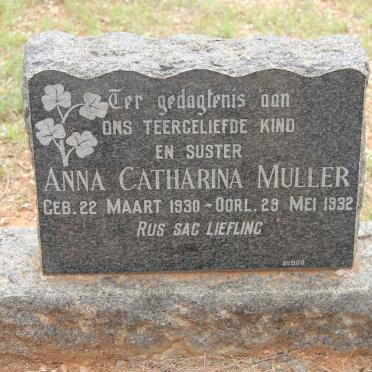 Ter gedagtenis aan
ONS TEERGELIEFDE KIND
EN SUSTER
ANNA CATHARINA MULLER
GEB. 22 MAART 1930 - OORL. 29 MEI 1932
RUS SAG LIEFLING